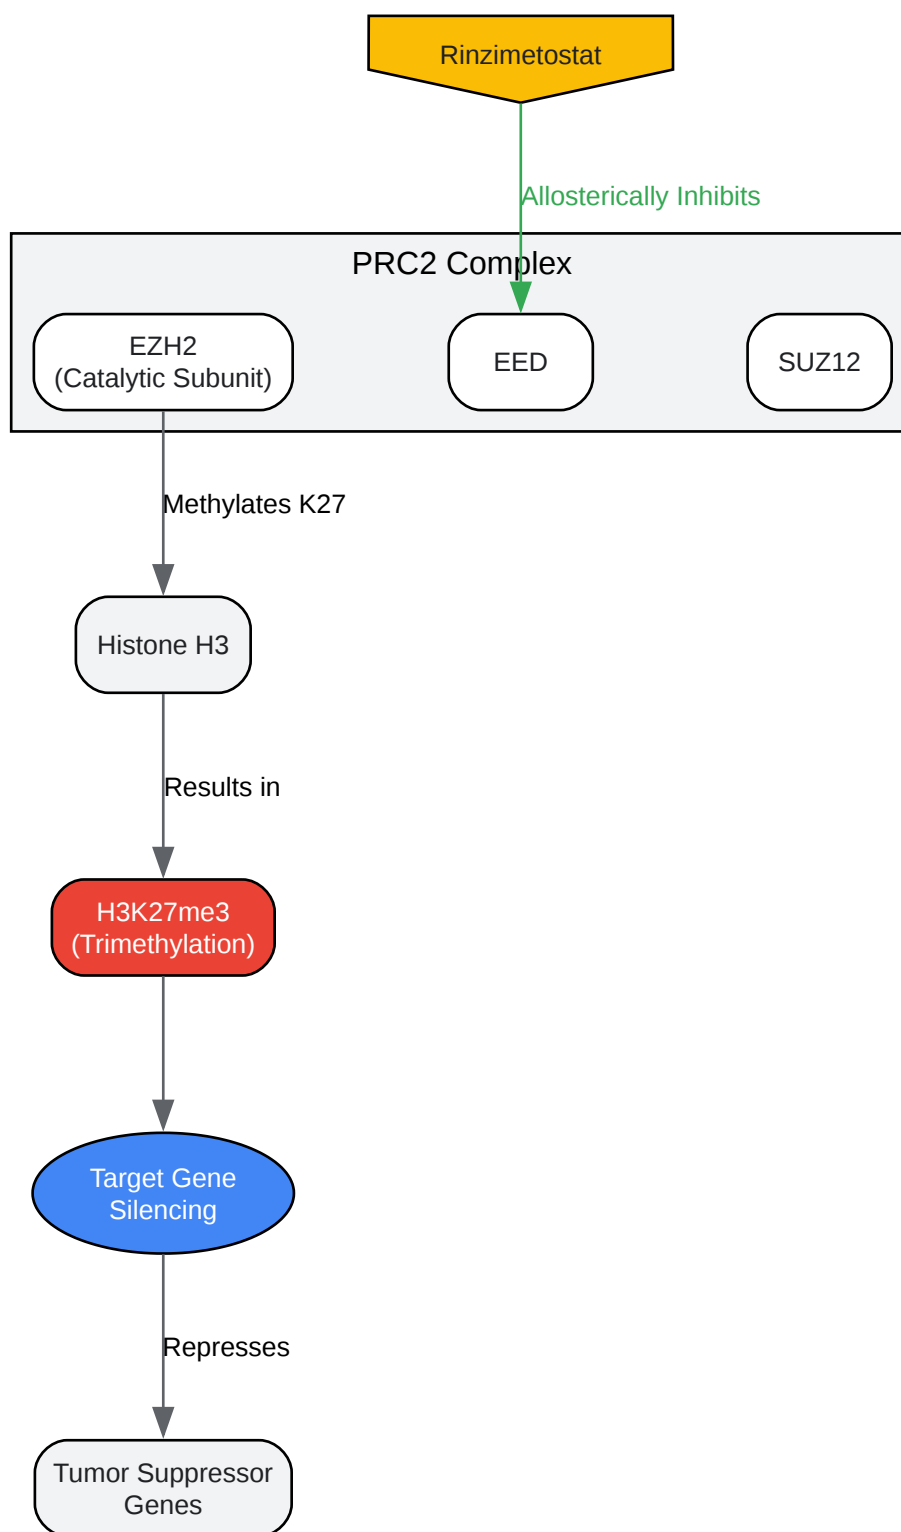 Rinzimetostat
Allosterically Inhibits
PRC2 Complex
EZH2
(Catalytic Subunit)
EED
SUZ12
Methylates K27
Histone H3
Results in
H3K27me3
(Trimethylation)
Target Gene
Silencing
Represses
Tumor Suppressor
Genes